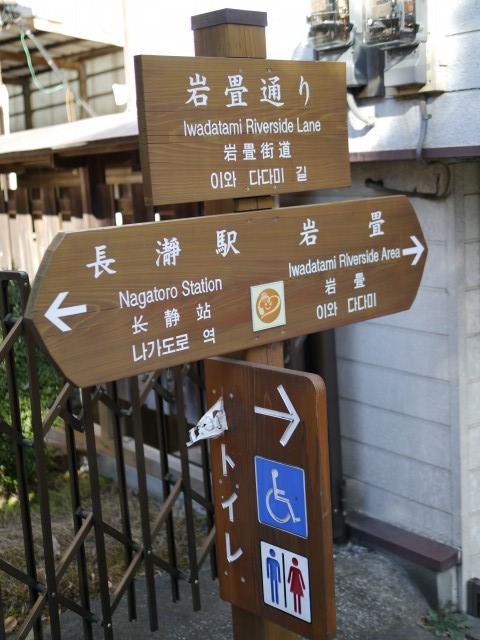 岩畳通り
Iwadatami Riverside Lane
岩畳街道
이와 다다미 길
長瀞駅
Nagatoro Station
长静站
나가도로 역
岩畳
Iwadatami Riverside Area
岩畳
이와 다다미
トイレ